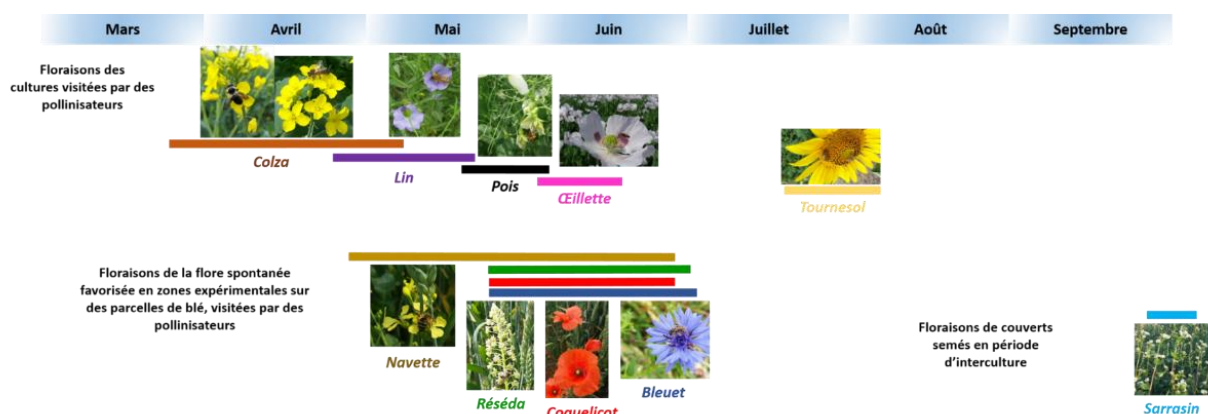 Mars Avril Mai Juin Juillet Août Septembre
Floraisons des
cultures visitées par des
pollinisateurs
Colza
Lin
Pois
Œillette
Tournesol
Floraisons de la flore spontanée
favorisée en zones expérimentales sur
des parcelles de blé, visitées par des
pollinisateurs
Navette
Réséda
Coquelicot
Bleuet
Floraisons de couverts
semés en période
d'interculture
Sarrasin